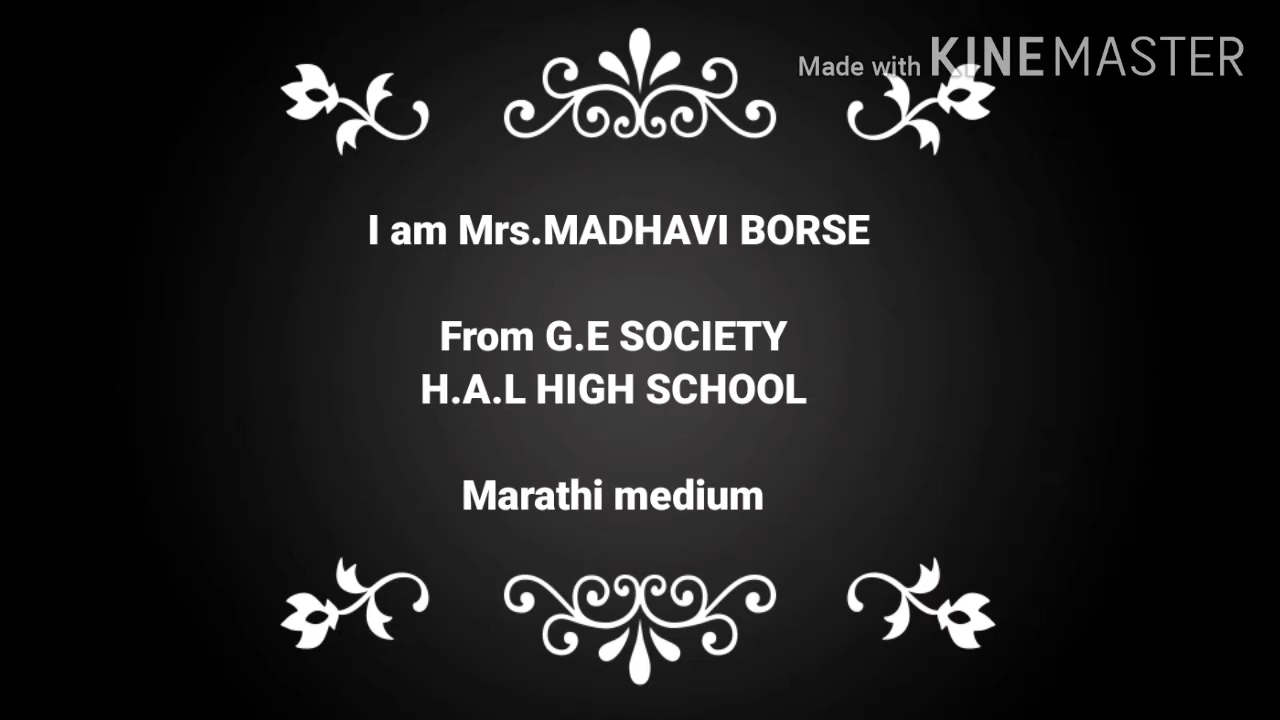 Made with KINEMASTER
I am Mrs.MADHAVI BORSE
From G.E SOCIETY
H.A.L HIGH SCHOOL
Marathi medium